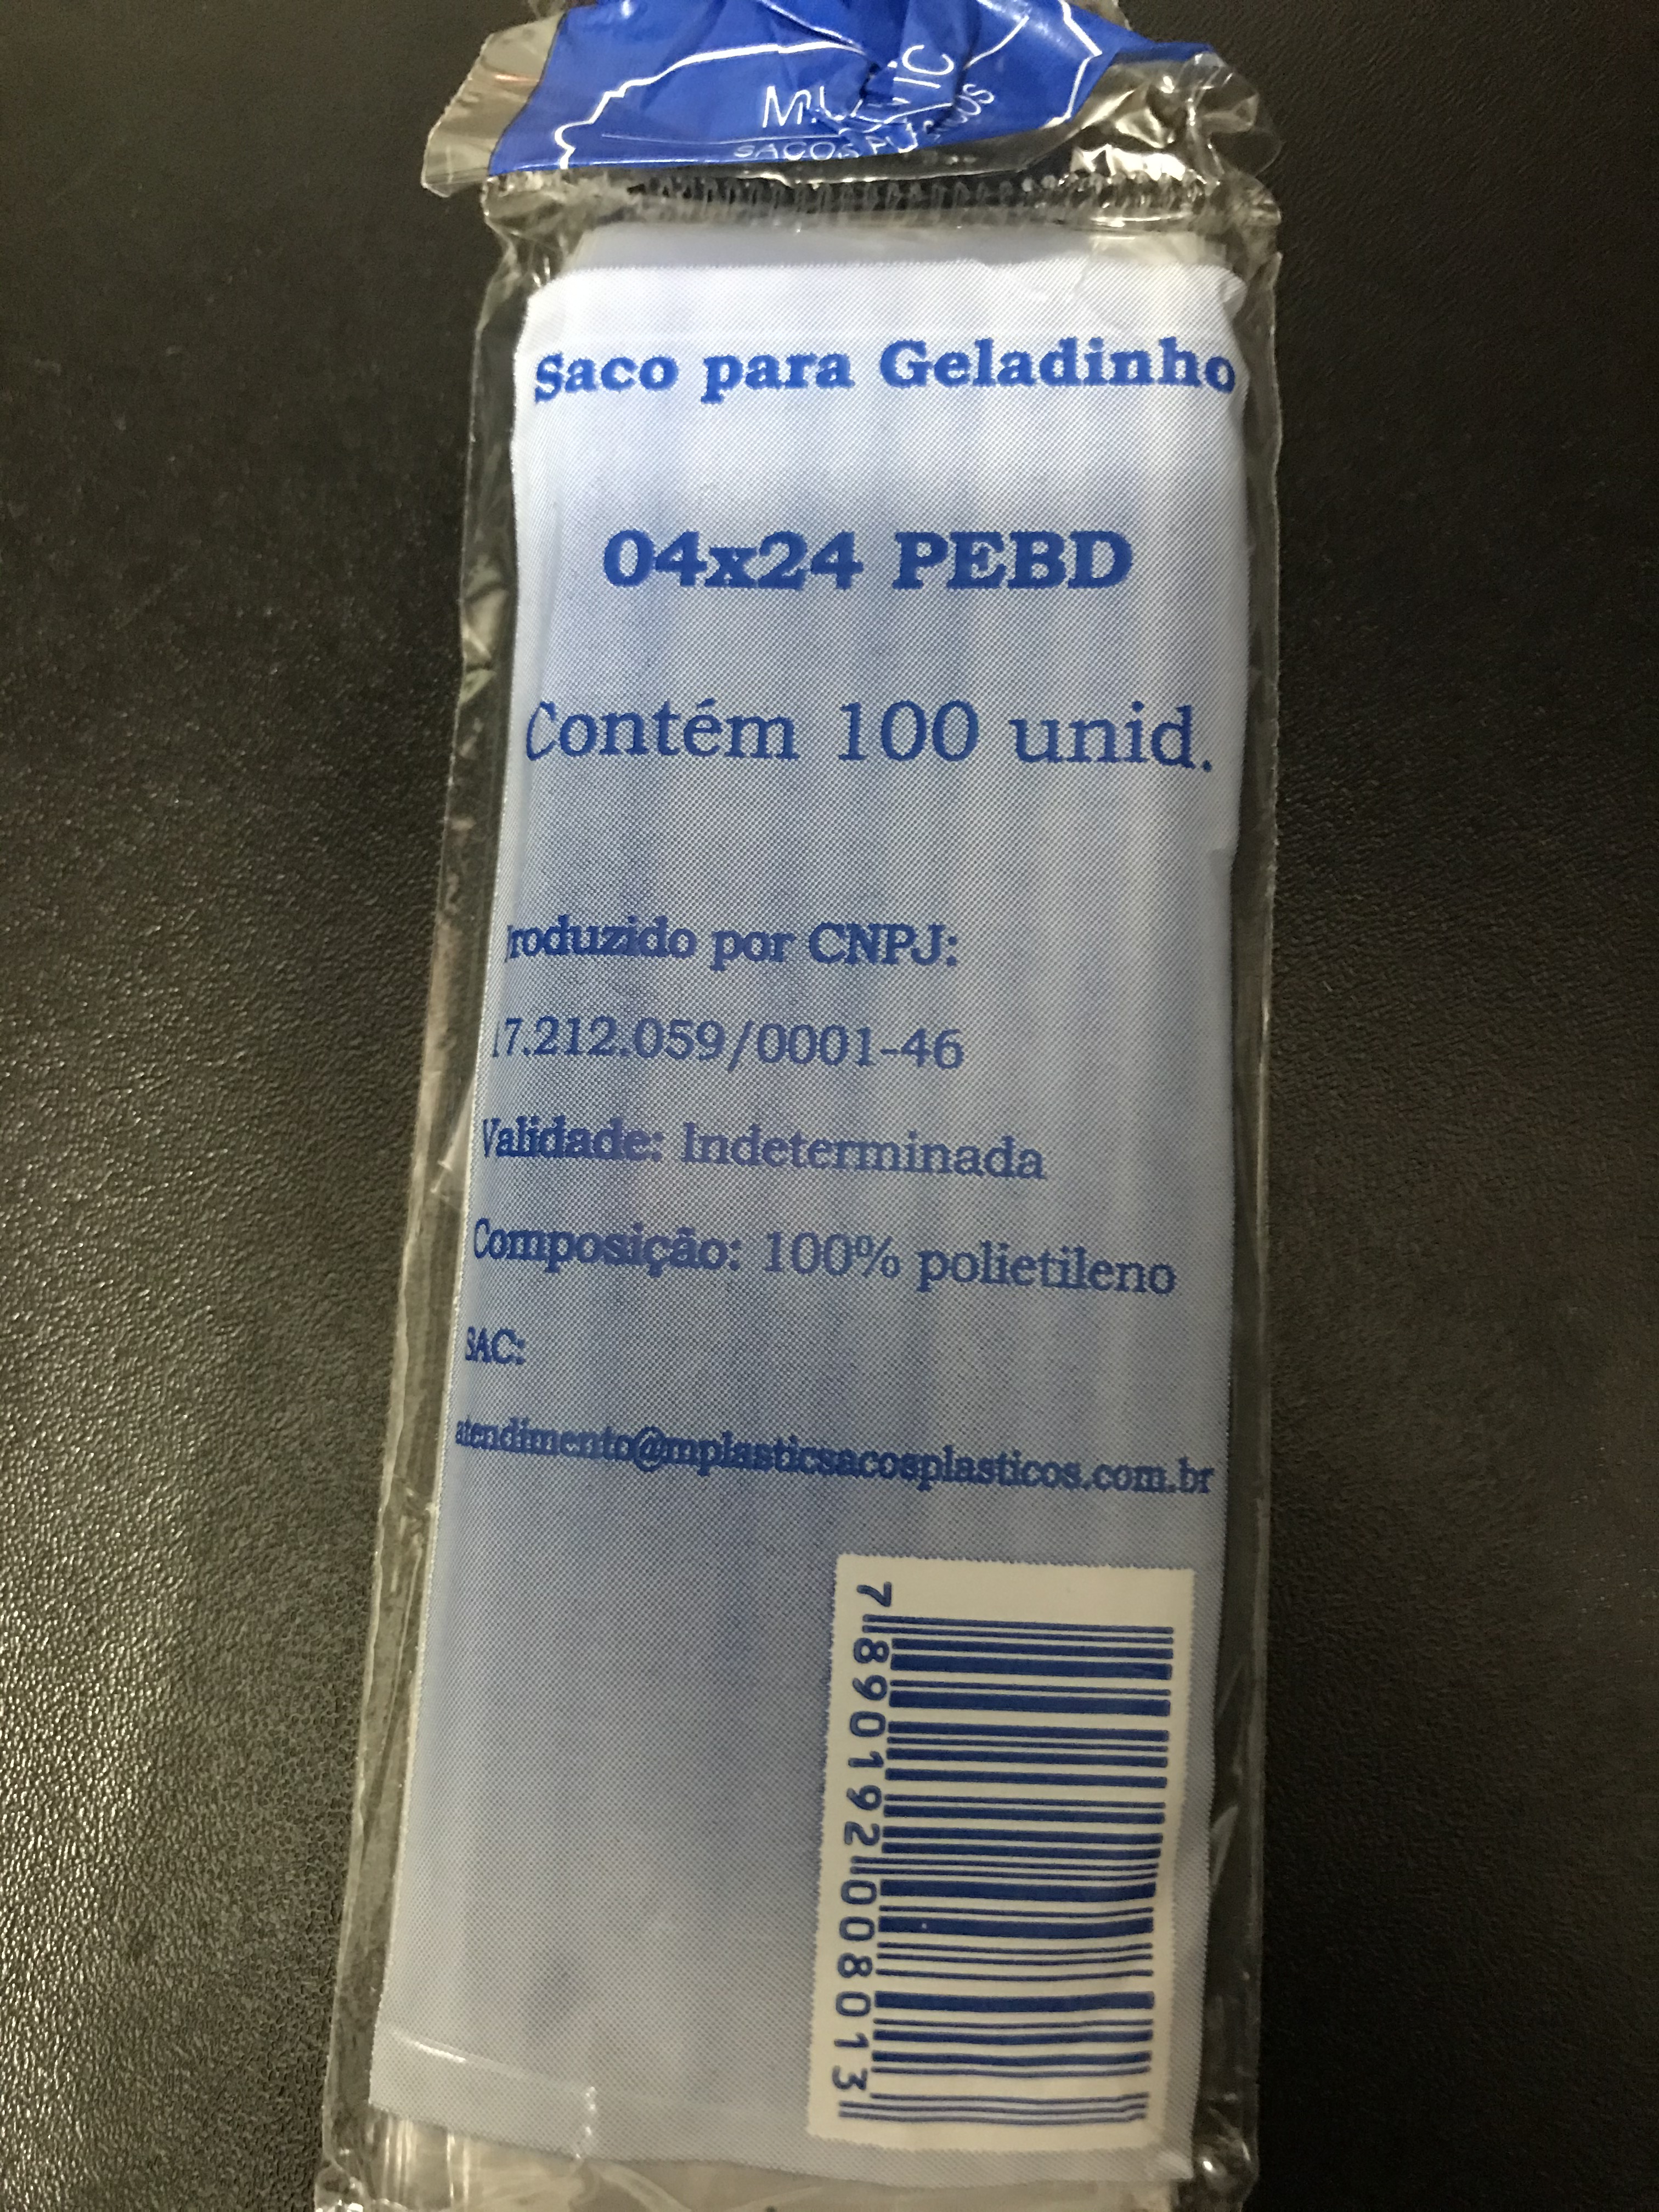 Saco para Geladinho
04x24 PEBD
Contém 100 unid.
Produzido por CNPJ:
17.212.059/0001-46
Validade: Indeterminada
Composição: 100% polietileno
SAC:
atendimento@mplasticsacosplasticos.com.br
7 890192 008013